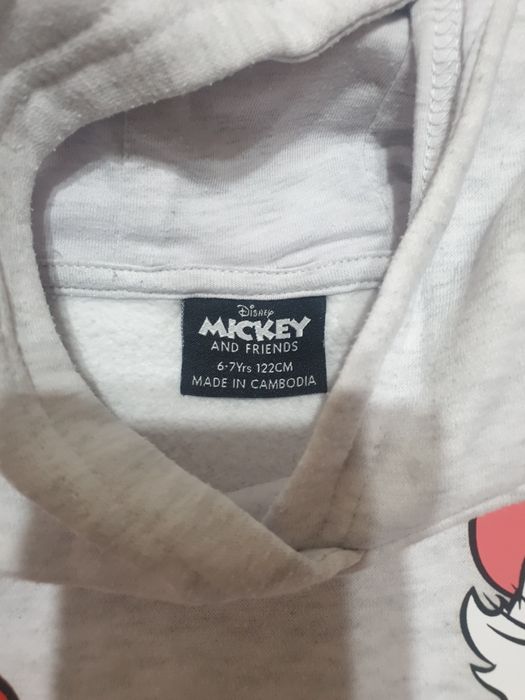 Disney
MICKEY
AND FRIENDS
6-7Yrs 122CM
MADE IN CAMBODIA